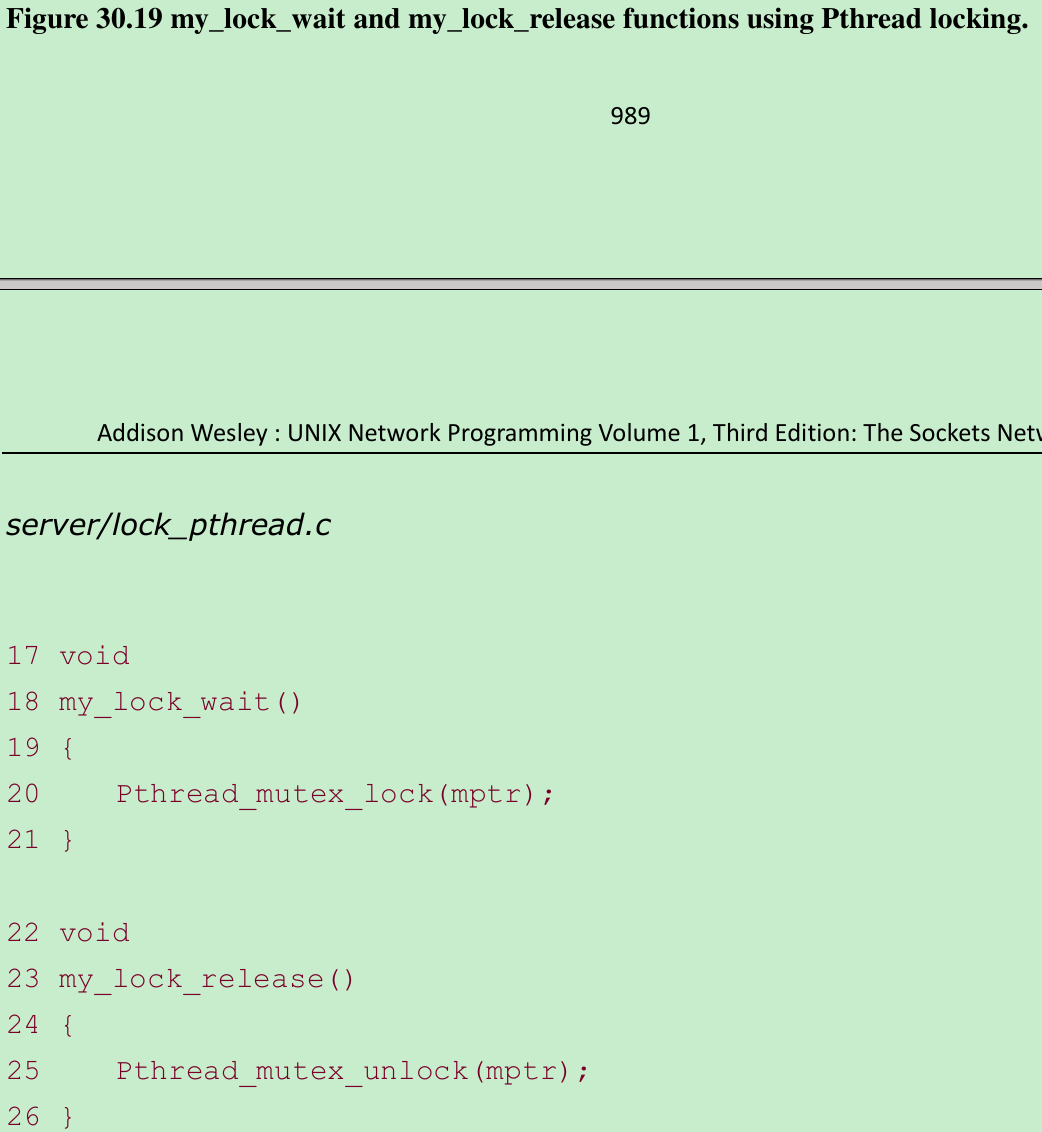 Figure 30.19 my_lock_wait and my_lock_release functions using Pthread locking.
989
Addison Wesley : UNIX Network Programming Volume 1, Third Edition: The Sockets Netw
server/lock_pthread.c
17 void
18 my_lock_wait()
19 {
20 Pthread_mutex_lock(mptr);
21 }
22 void
23 my_lock_release()
24 {
25 Pthread_mutex_unlock(mptr);
26 }